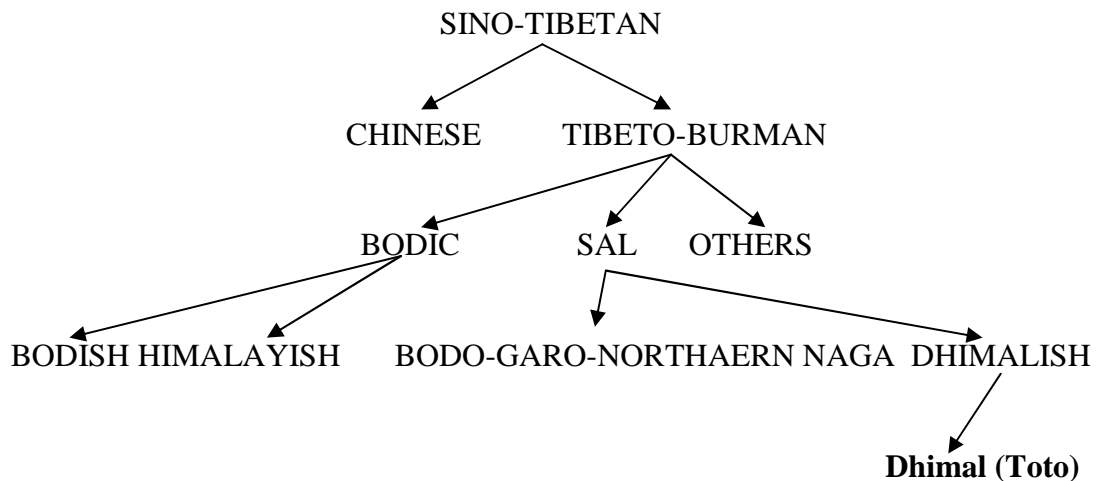 SINO-TIBETAN
CHINESE TIBETO-BURMAN
BODIC SAL OTHERS
BODISH HIMALAYISH BODO-GARO-NORTHAERN NAGA DHIMALISH
Dhimal (Toto)